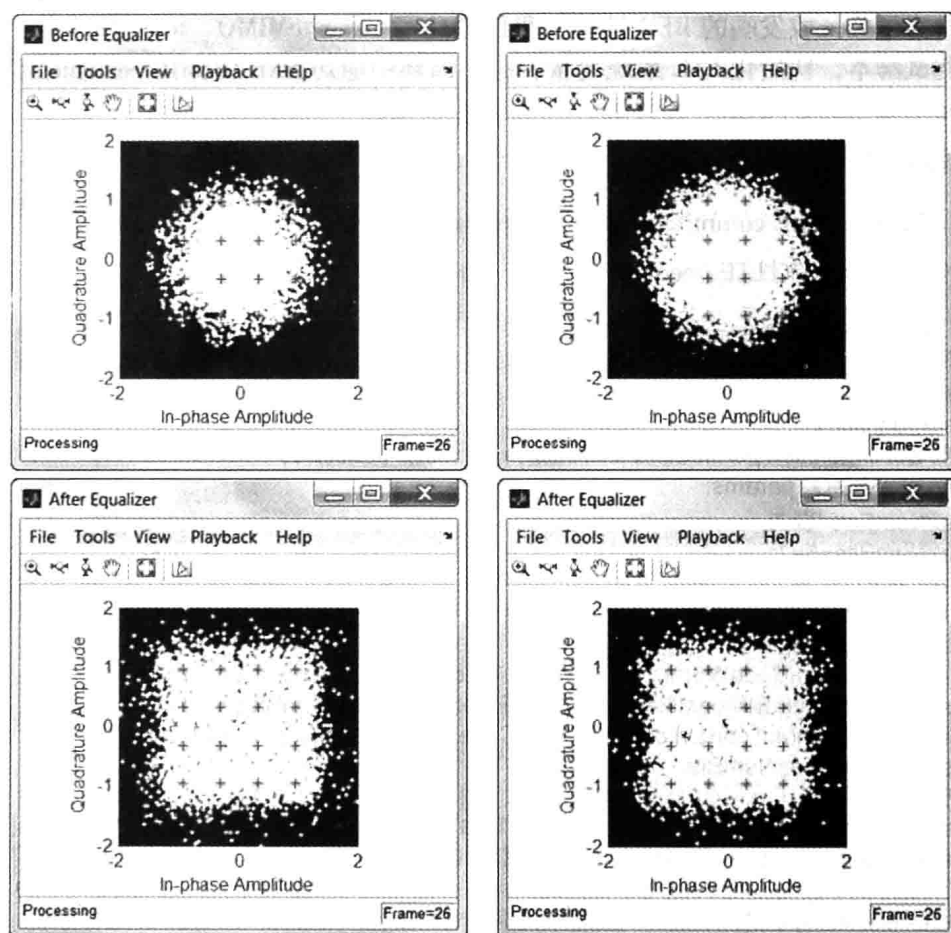 Before Equalizer
File Tools View Playback Help
2
1
0
-1
-2
Quadrature Amplitude
-2 0 2
In-phase Amplitude
Processing
Frame=26
Before Equalizer
File Tools View Playback Help
2
1
0
-1
-2
Quadrature Amplitude
-2 0 2
In-phase Amplitude
Processing
Frame=26
After Equalizer
File Tools View Playback Help
2
1
0
-1
-2
Quadrature Amplitude
-2 0 2
In-phase Amplitude
Processing
Frame=26
After Equalizer
File Tools View Playback Help
2
1
0
-1
-2
Quadrature Amplitude
-2 0 2
In-phase Amplitude
Processing
Frame=26